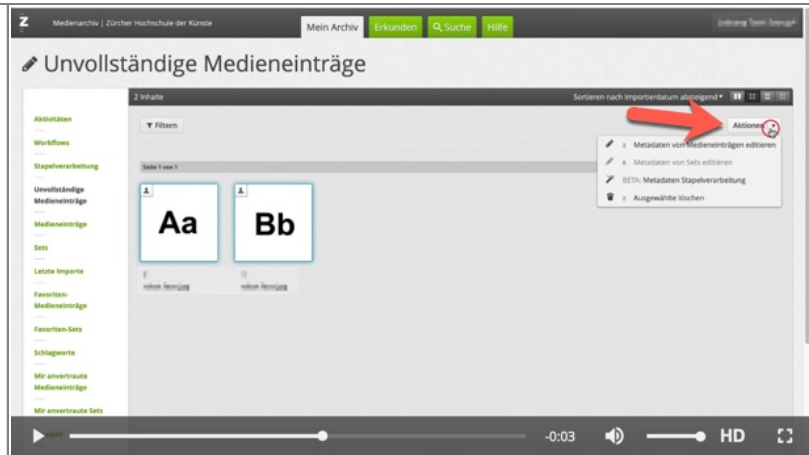 Z Medienarchiv | Zürcher Hochschule der Künste
Mein Archiv Erkunden Suche Hilfe
Unvollständige Medieneinträge
2 Inhalte
Sortieren nach Importierdatum absteigend
Aktivitäten
Workflows
Stapelverarbeitung
Unvollständige
Medieneinträge
Medieneinträge
Sets
Letzte Importe
Favoriten-
Medieneinträge
Favoriten-Sets
Schlagworte
Mir anvertraute
Medieneinträge
Mir anvertraute Sets
Filtern
Aktionen
2 Metadaten von Medieneinträgen editieren
0 Metadaten von Sets editieren
BETA: Metadaten Stapelverarbeitung
2 Ausgewählte löschen
Seite 1 von 1
Aa
Bb
-0:03
HD